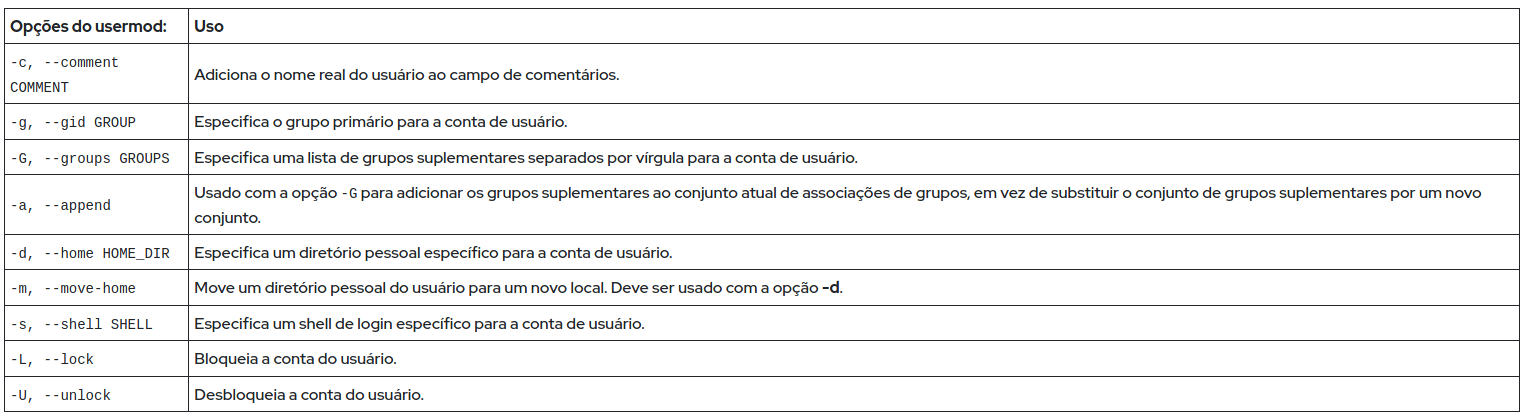 Opções do usermod: Uso
-c, --comment
COMMENT
Adiciona o nome real do usuário ao campo de comentários.
-g, --gid GROUP Especifica o grupo primário para a conta de usuário.
-G, --groups GROUPS Especifica uma lista de grupos suplementares separados por vírgula para a conta de usuário.
-a, --append
Usado com a opção -G para adicionar os grupos suplementares ao conjunto atual de associações de grupos, em vez de substituir o conjunto de grupos suplementares por um novo
conjunto.
-d, --home HOME_DIR Especifica um diretório pessoal específico para a conta de usuário.
-m, --move-home Move um diretório pessoal do usuário para um novo local. Deve ser usado com a opção -d.
-s, --shell SHELL Especifica um shell de login específico para a conta de usuário.
-L, --lock Bloqueia a conta do usuário.
-U, --unlock Desbloqueia a conta do usuário.